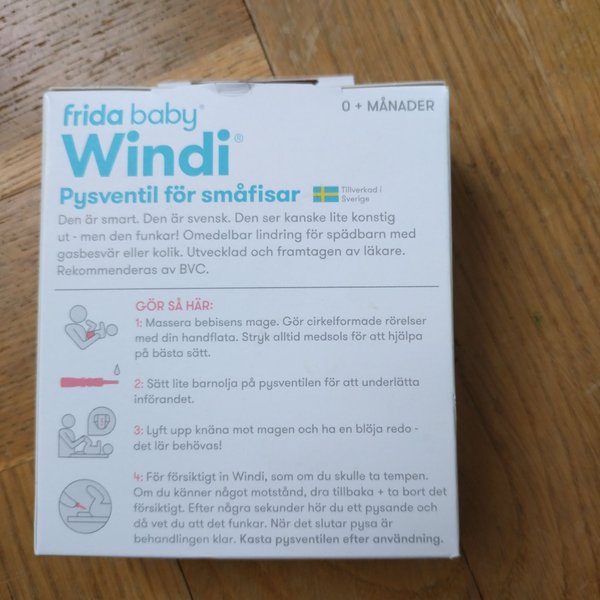 frida baby®
0 + MÅNADER
Windi®
Pysventil för småfisar
Tillverkad i
Sverige
Den är smart. Den är svensk. Den ser kanske lite konstig
ut - men den funkar! Omedelbar lindring för spädbarn med
gasbesvär eller kolik. Utvecklad och framtagen av läkare.
Rekommenderas av BVC.
GÖR SÅ HÄR:
1: Massera bebisens mage. Gör cirkelformade rörelser
med din handflata. Stryk alltid medsols för att hjälpa
på bästa sätt.
2: Sätt lite barnolja på pysventilen för att underlätta
införandet.
3: Lyft upp knäna mot magen och ha en blöja redo -
det lär behövas!
4: För försiktigt in Windi, som om du skulle ta tempen.
Om du känner något motstånd, dra tillbaka + ta bort det
försiktigt. Efter några sekunder hör du ett pysande och
då vet du att det funkar. När det slutar pysa är
behandlingen klar. Kasta pysventilen efter användning.